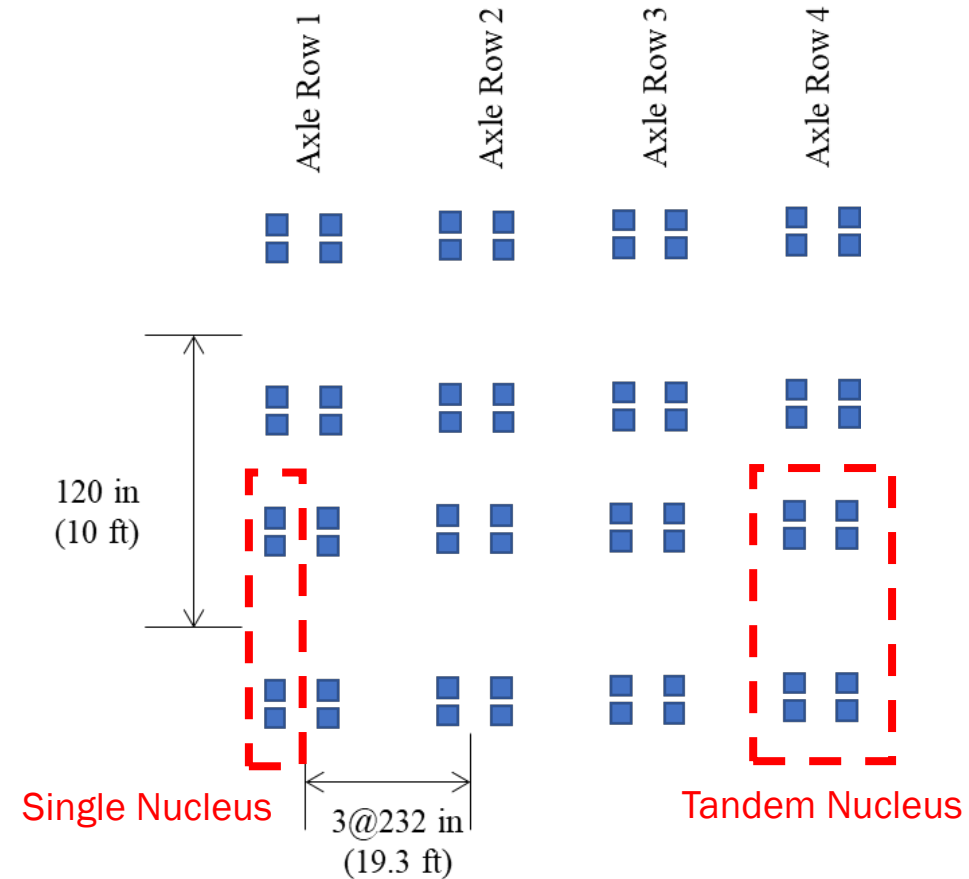 Axle Row 1
Axle Row 2
Axle Row 3
Axle Row 4
120 in
(10 ft)
Single Nucleus
3@232 in
(19.3 ft)
Tandem Nucleus